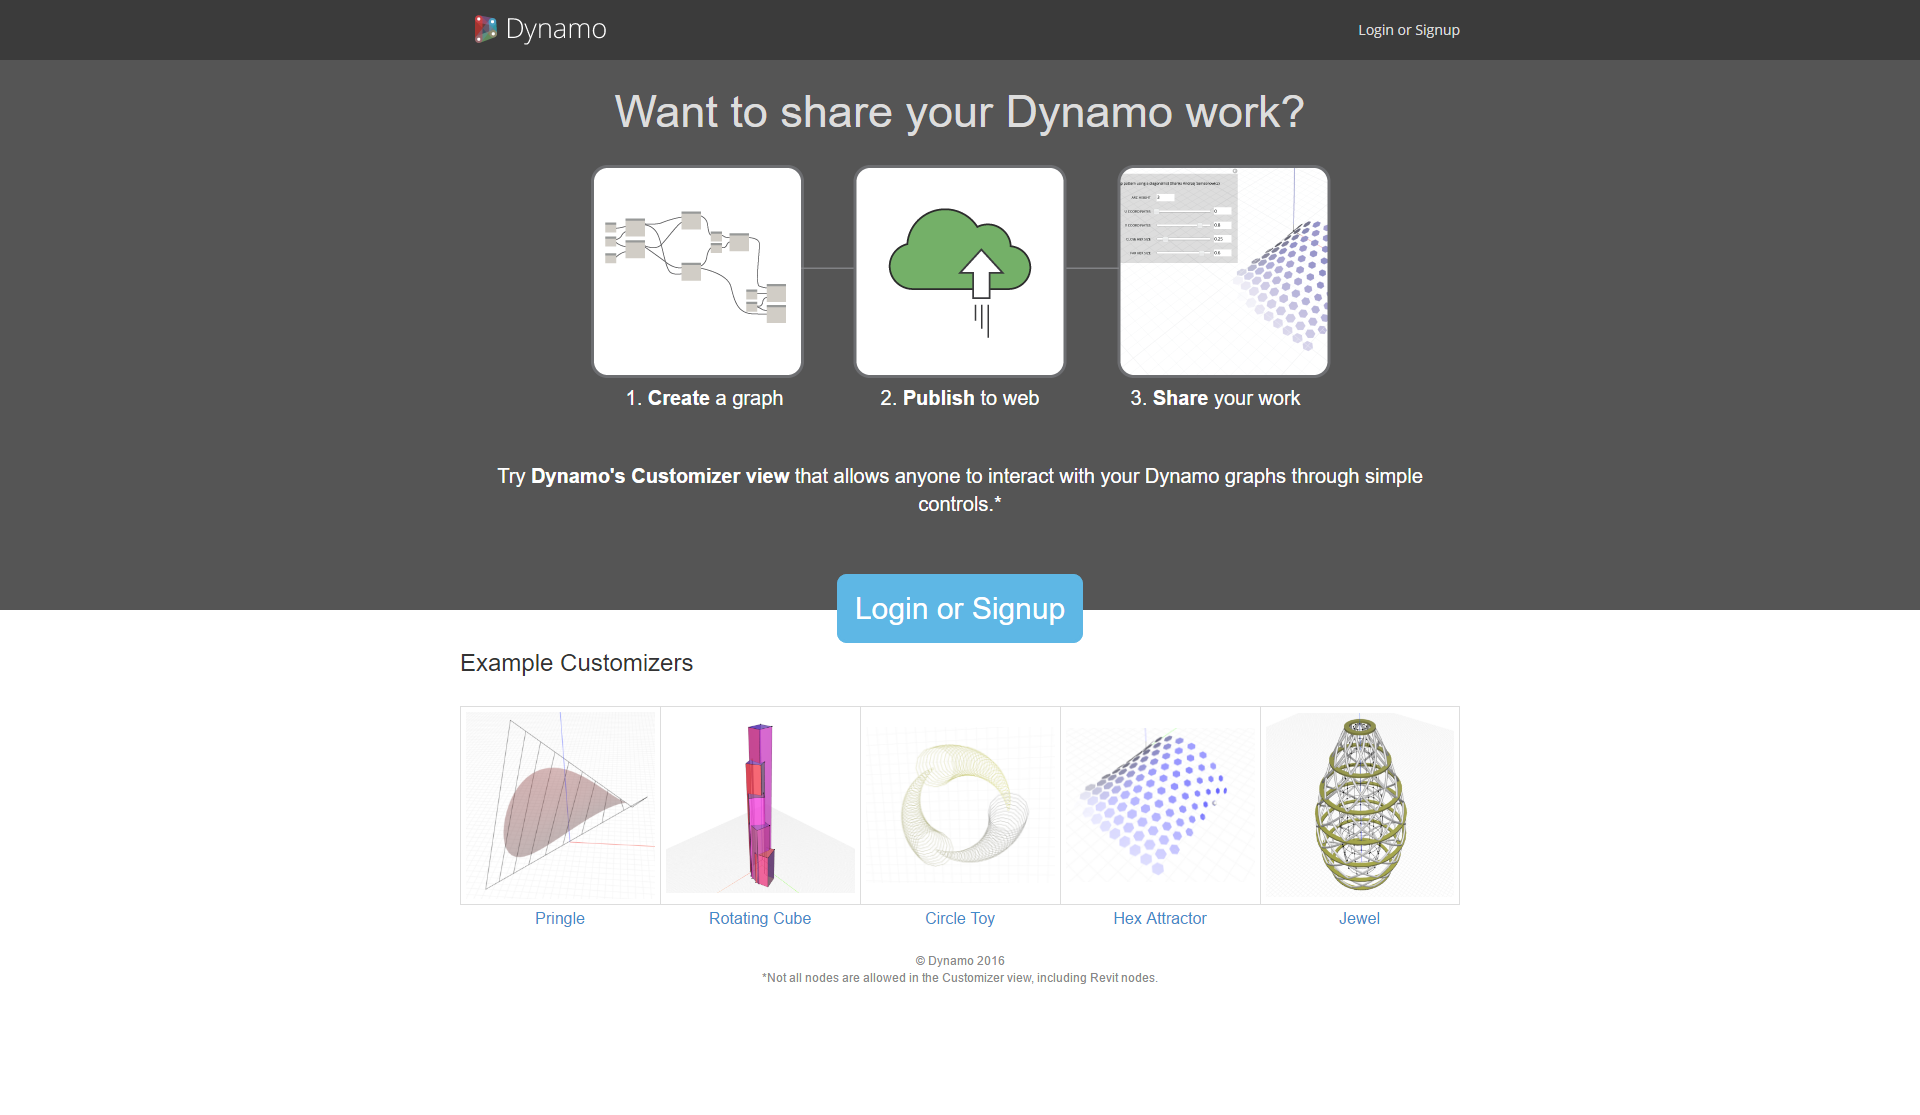 Dynamo
Login or Signup
Want to share your Dynamo work?
1. Create a graph
2. Publish to web
3. Share your work
Try Dynamo's Customizer view that allows anyone to interact with your Dynamo graphs through simple
controls.*
Login or Signup
Example Customizers
Pringle
Rotating Cube
Circle Toy
Hex Attractor
Jewel
© Dynamo 2016
*Not all nodes are allowed in the Customizer view, including Revit nodes.